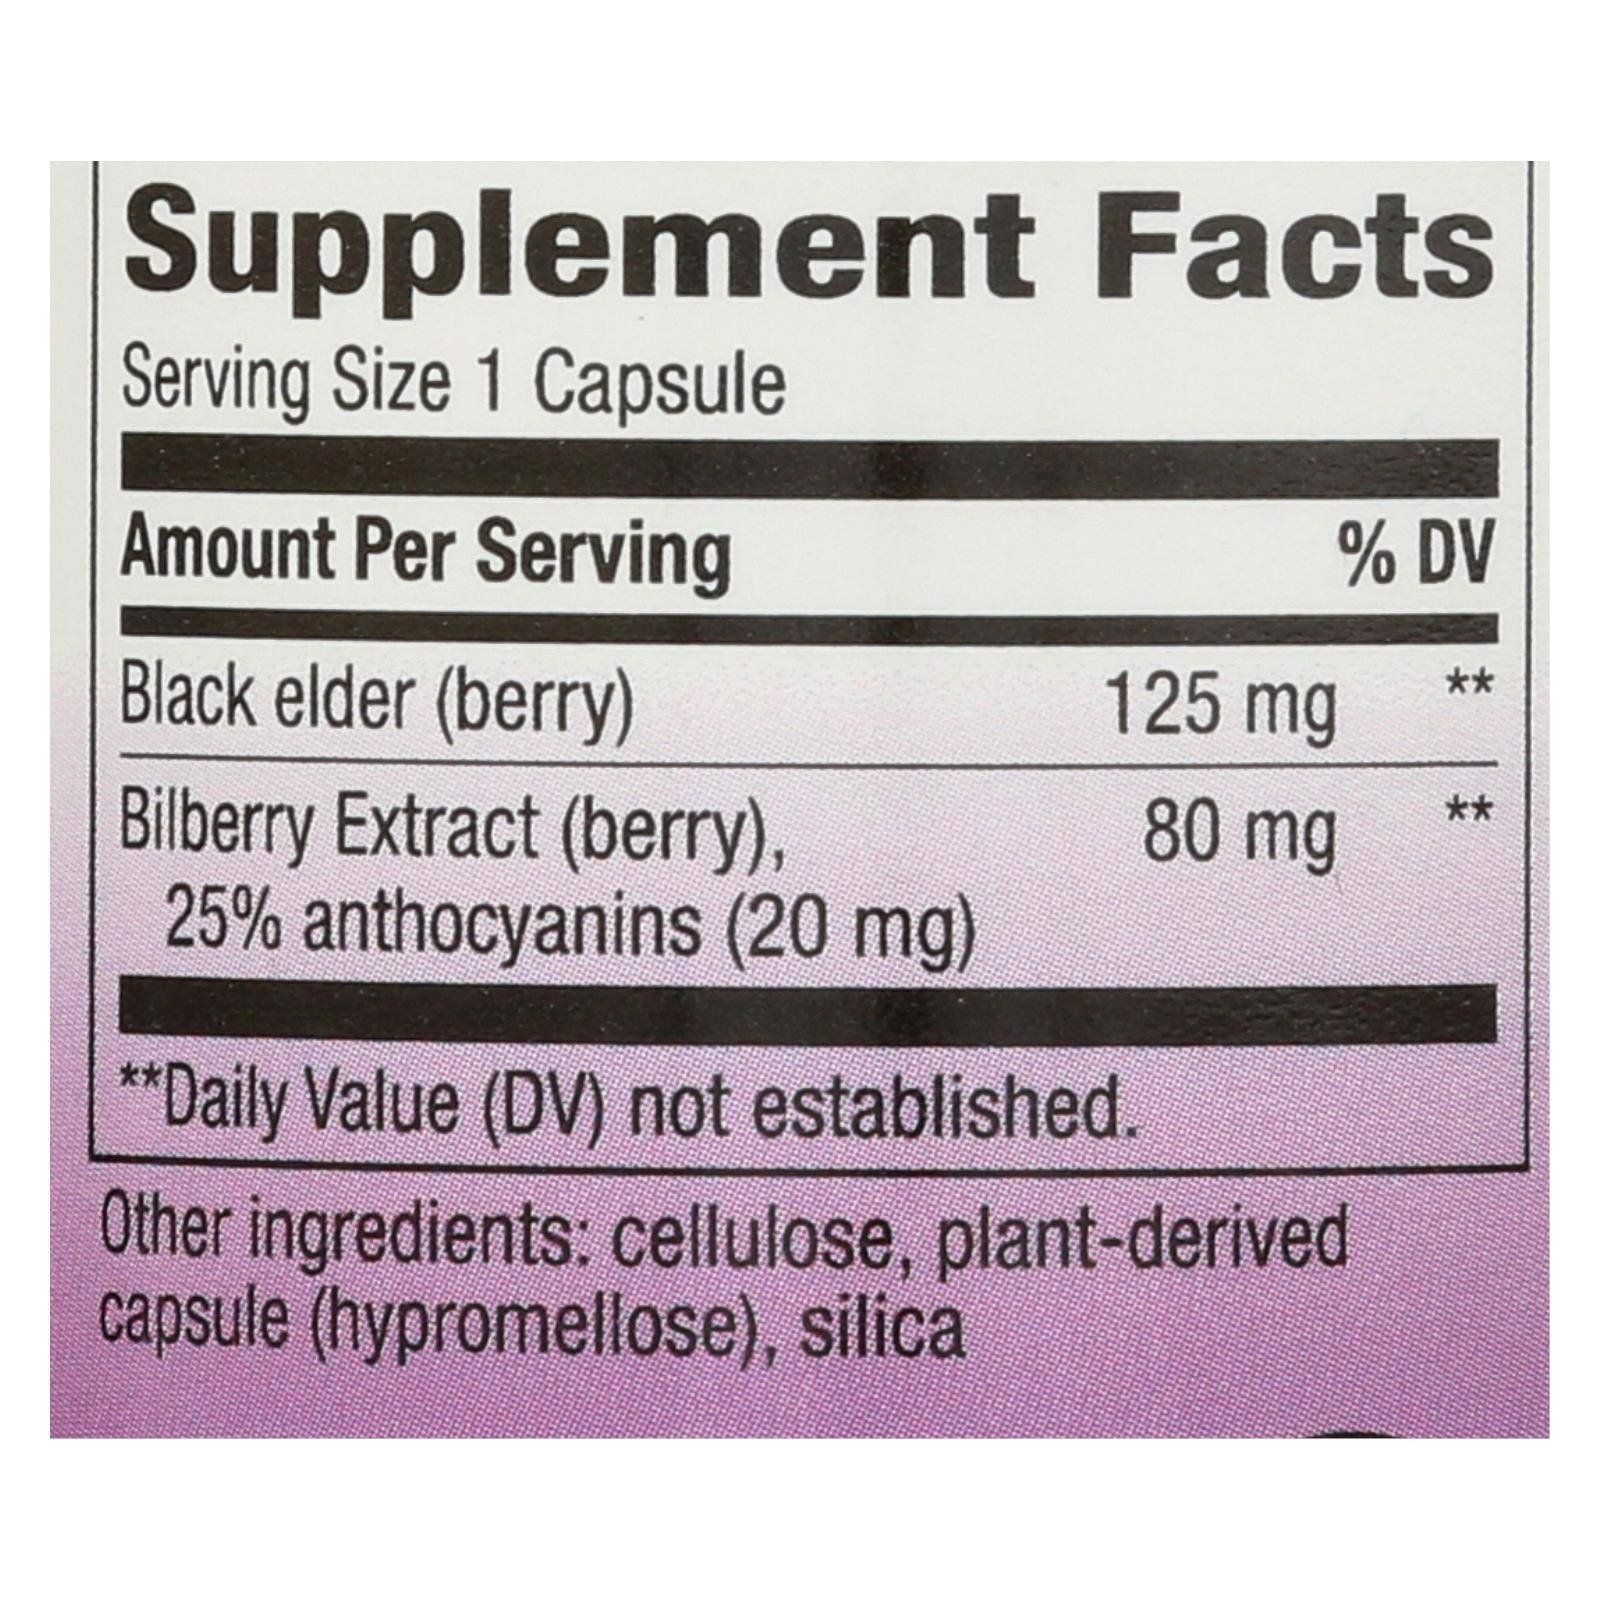 Supplement Facts
Serving Size 1 Capsule
Amount Per Serving % DV
Black elder (berry) 125 mg **
Bilberry Extract (berry), 80 mg **
25% anthocyanins (20 mg)
**Daily Value (DV) not established.
Other ingredients: cellulose, plant-derived
capsule (hypromellose), silica